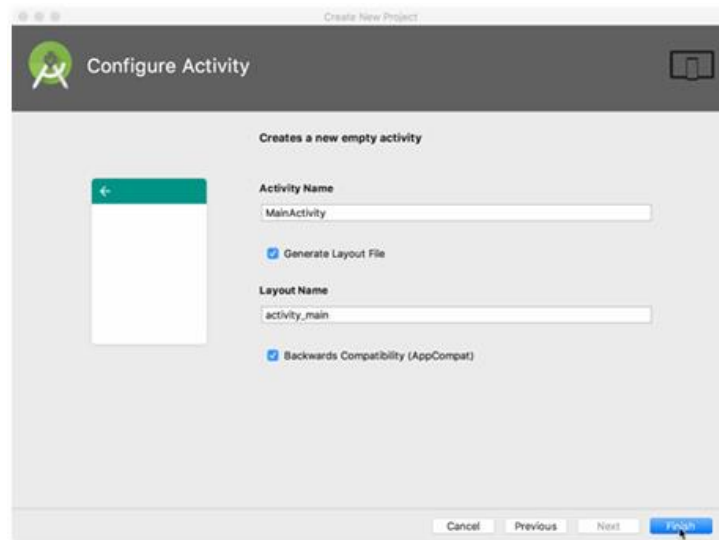 Create New Project
Configure Activity
Creates a new empty activity
Activity Name
MainActivity
Generate Layout File
Layout Name
activity_main
Backwards Compatibility (AppCompat)
Cancel Previous Next Finish